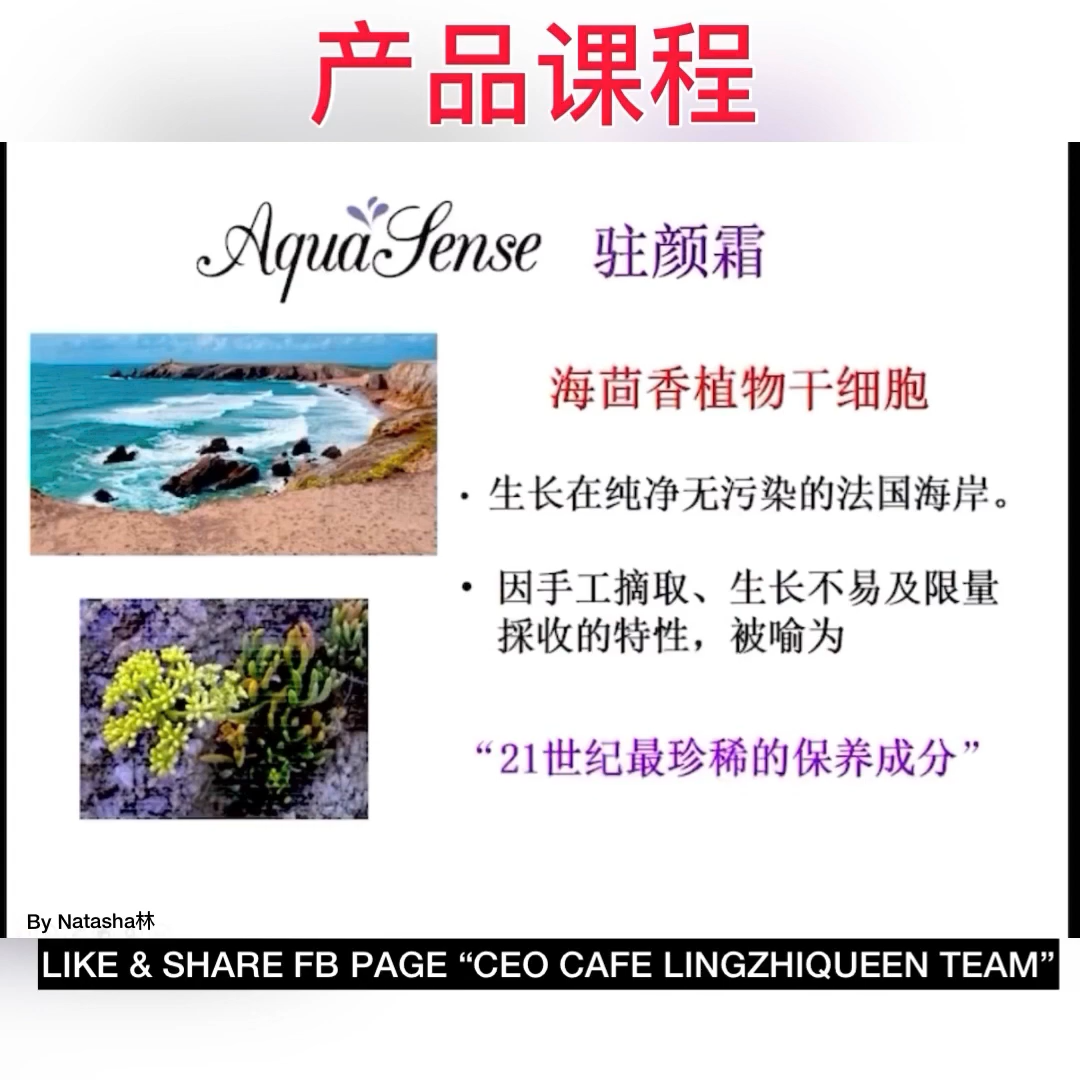 产品课程
AquaSense 驻颜霜
海茴香植物干细胞
· 生长在纯净无污染的法国海岸。
• 因手工摘取、生长不易及限量
採收的特性，被喻为
“21世纪最珍稀的保养成分”
By Natasha林
LIKE & SHARE FB PAGE “CEO CAFE LINGZHIQUEEN TEAM”